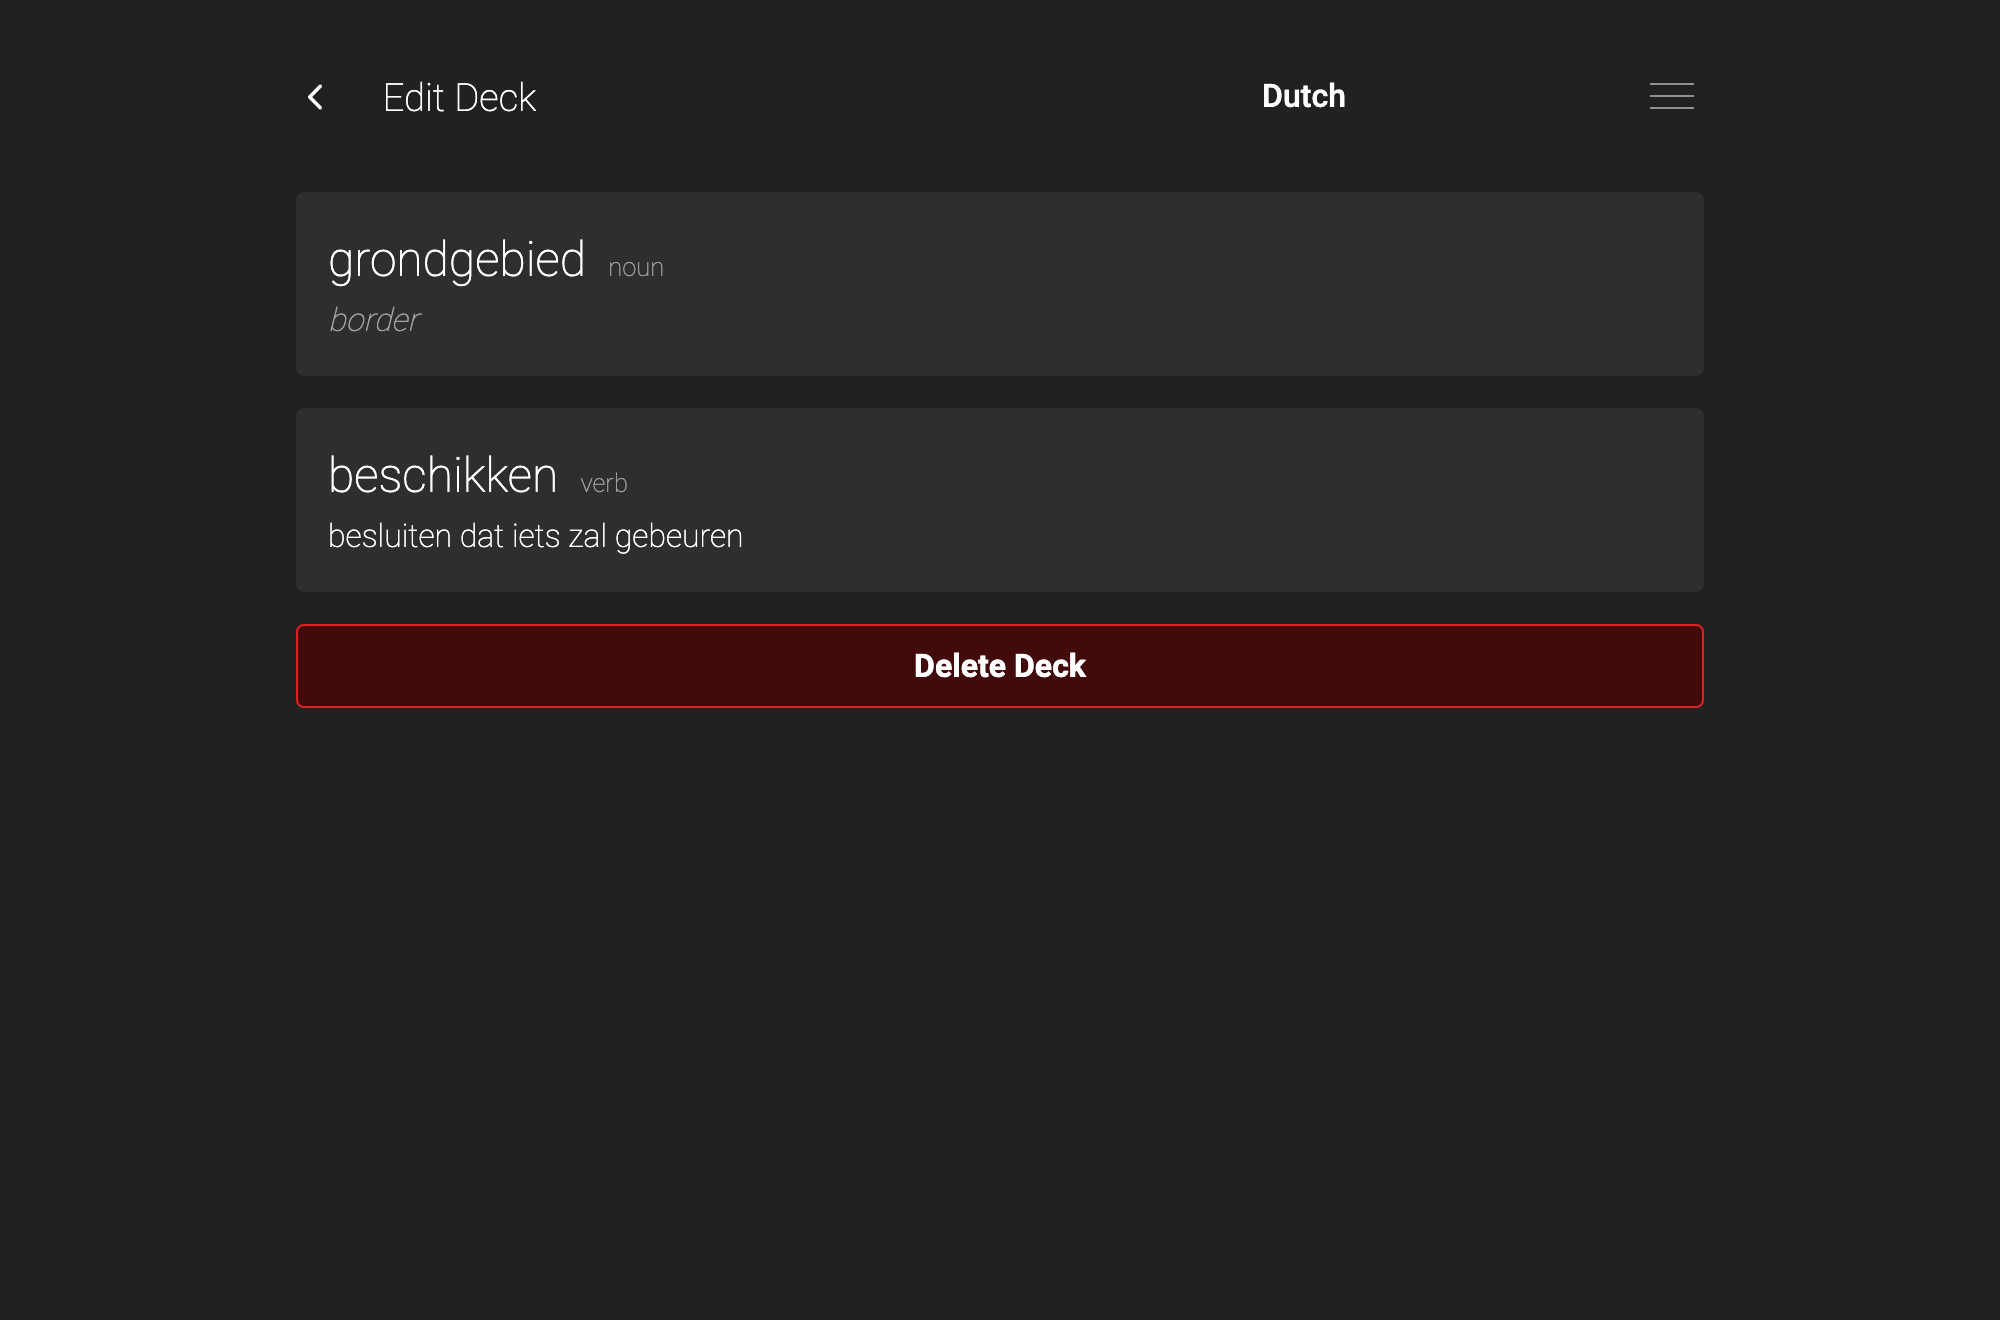 Edit Deck
Dutch
grondgebied noun
border
beschikken verb
besluiten dat iets zal gebeuren
Delete Deck